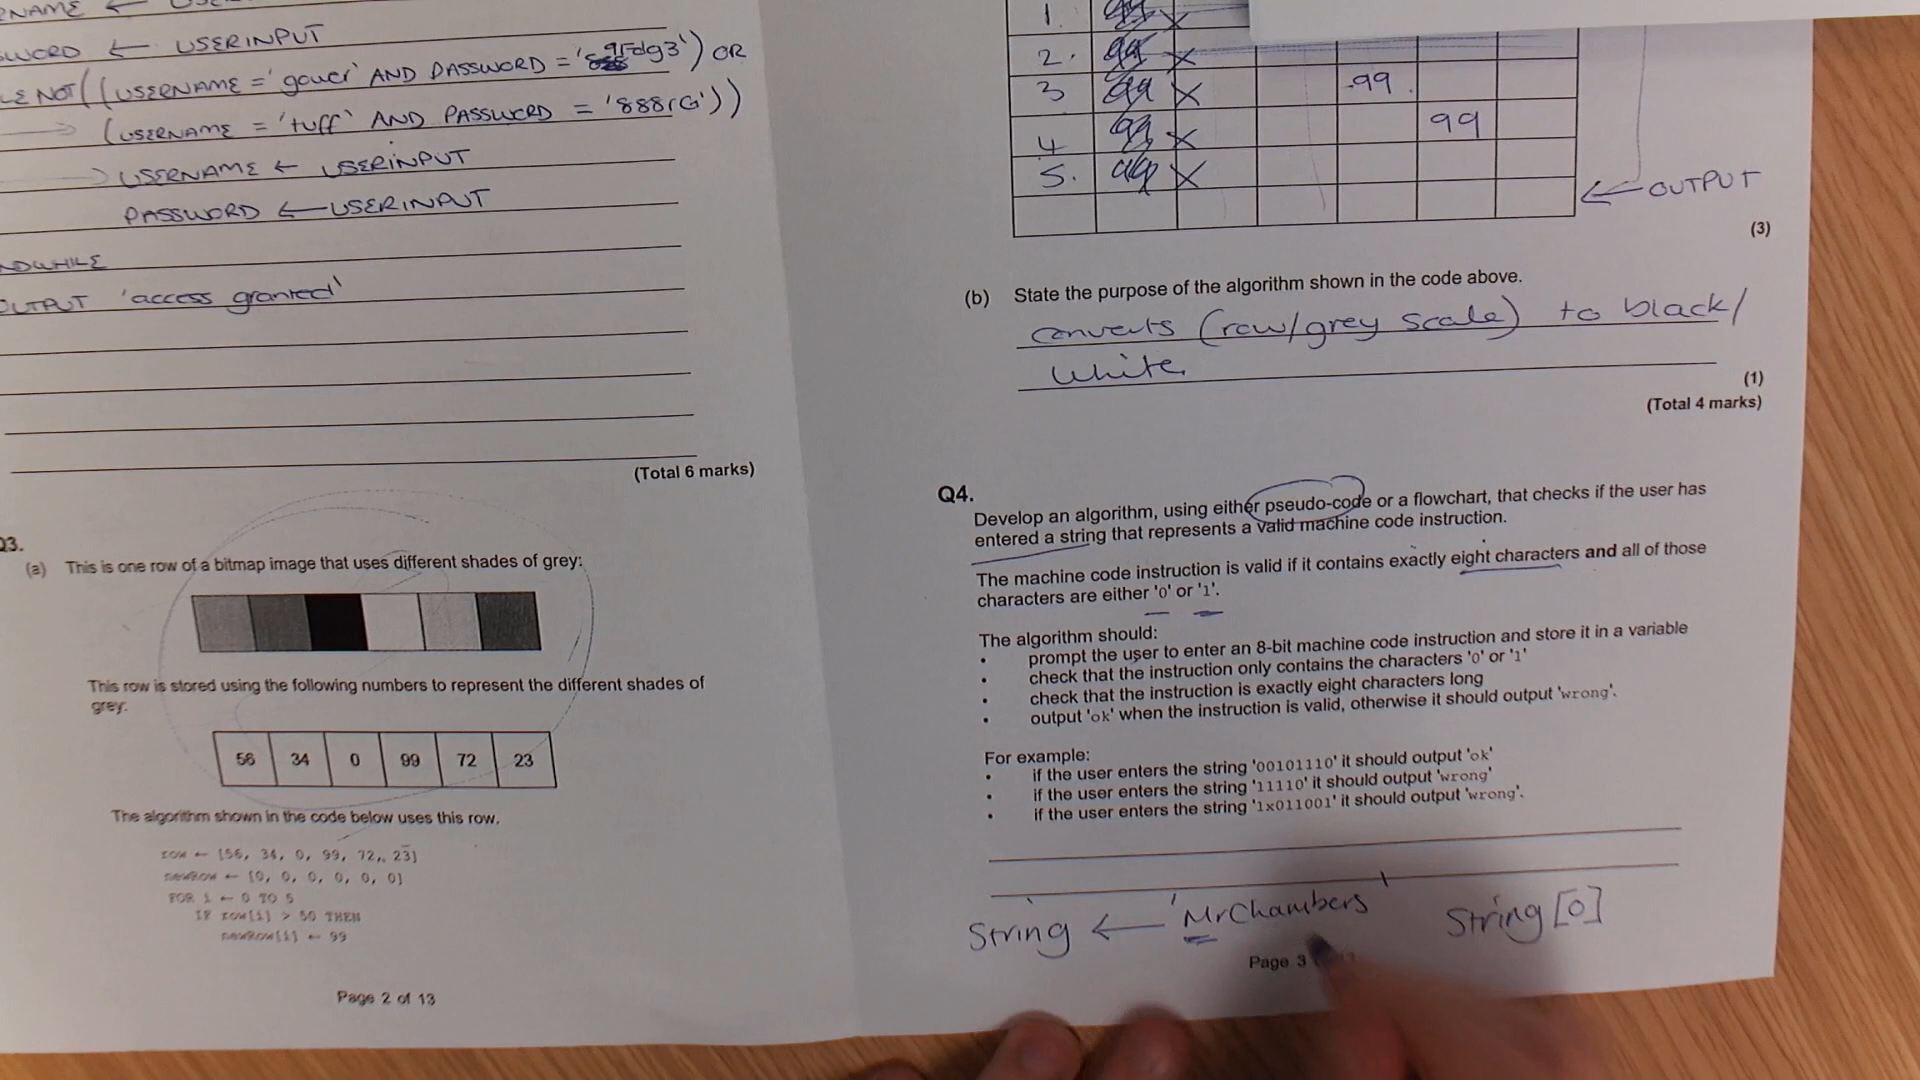 PASSWORD ← USERINPUT
NOT((USERNAME = 'gower' AND PASSWORD = '9Fdg3') OR
(USERNAME = 'tuff' AND PASSWORD = '888rG'))
USERNAME ← USERINPUT
PASSWORD ← USERINPUT
NDWHILE
OUTPUT 'access granted'
(Total 6 marks)
Q3.
(a) This is one row of a bitmap image that uses different shades of grey:
This row is stored using the following numbers to represent the different shades of
grey:
56 34 0 99 72 23
The algorithm shown in the code below uses this row.
row ← [56, 34, 0, 99, 72, 23]
newRow ← [0, 0, 0, 0, 0, 0]
FOR i ← 0 TO 5
IF row[i] > 50 THEN
newRow[i] ← 99
Page 2 of 13
1.
2.
3 99
4 99
5.
OUTPUT
(3)
(b) State the purpose of the algorithm shown in the code above.
converts (row/grey scale) to black/
white
(1)
(Total 4 marks)
Q4.
Develop an algorithm, using either pseudo-code or a flowchart, that checks if the user has
entered a string that represents a valid machine code instruction.
The machine code instruction is valid if it contains exactly eight characters and all of those
characters are either '0' or '1'.
The algorithm should:
• prompt the user to enter an 8-bit machine code instruction and store it in a variable
• check that the instruction only contains the characters '0' or '1'
• check that the instruction is exactly eight characters long
• output 'ok' when the instruction is valid, otherwise it should output 'wrong'.
For example:
• if the user enters the string '00101110' it should output 'ok'
• if the user enters the string '11110' it should output 'wrong'
• if the user enters the string '1x011001' it should output 'wrong'.
String ← 'MrChambers' String[0]
Page 3